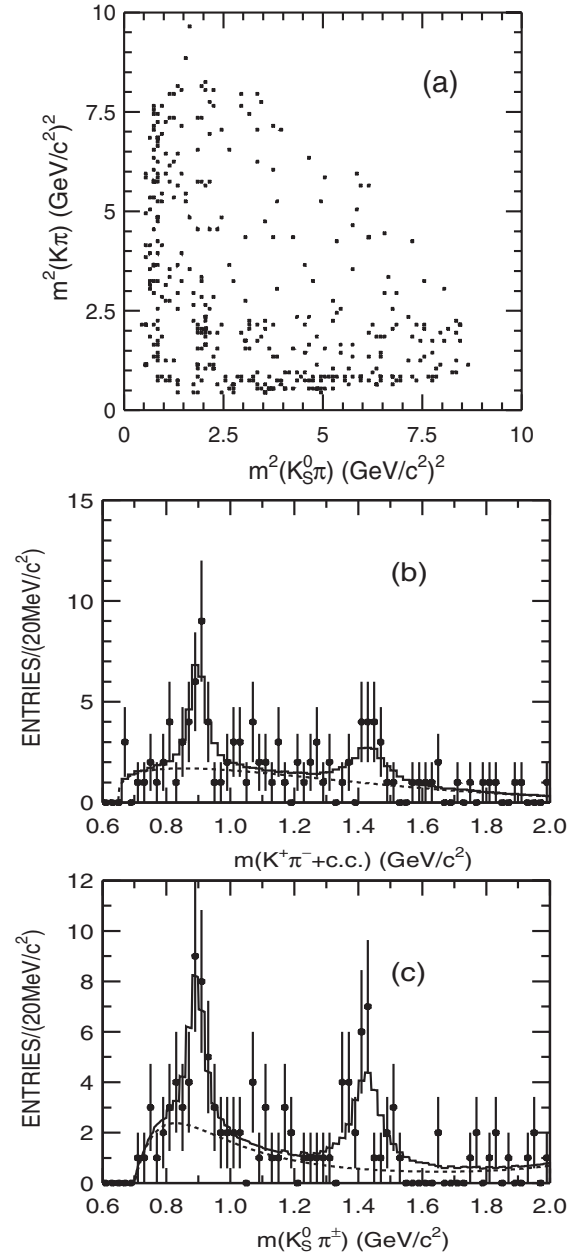 10
7.5
5
2.5
0
(a)
m²(Kπ) (GeV/c²)²
0 2.5 5 7.5 10
m²(K⁰_Sπ) (GeV/c²)²
15
10
5
0
(b)
ENTRIES/(20MeV/c²)
0.6 0.8 1.0 1.2 1.4 1.6 1.8 2.0
m(K⁺π⁻+c.c.) (GeV/c²)
12
10
8
6
4
2
0
(c)
ENTRIES/(20MeV/c²)
0.6 0.8 1.0 1.2 1.4 1.6 1.8 2.0
m(K⁰_S π±) (GeV/c²)